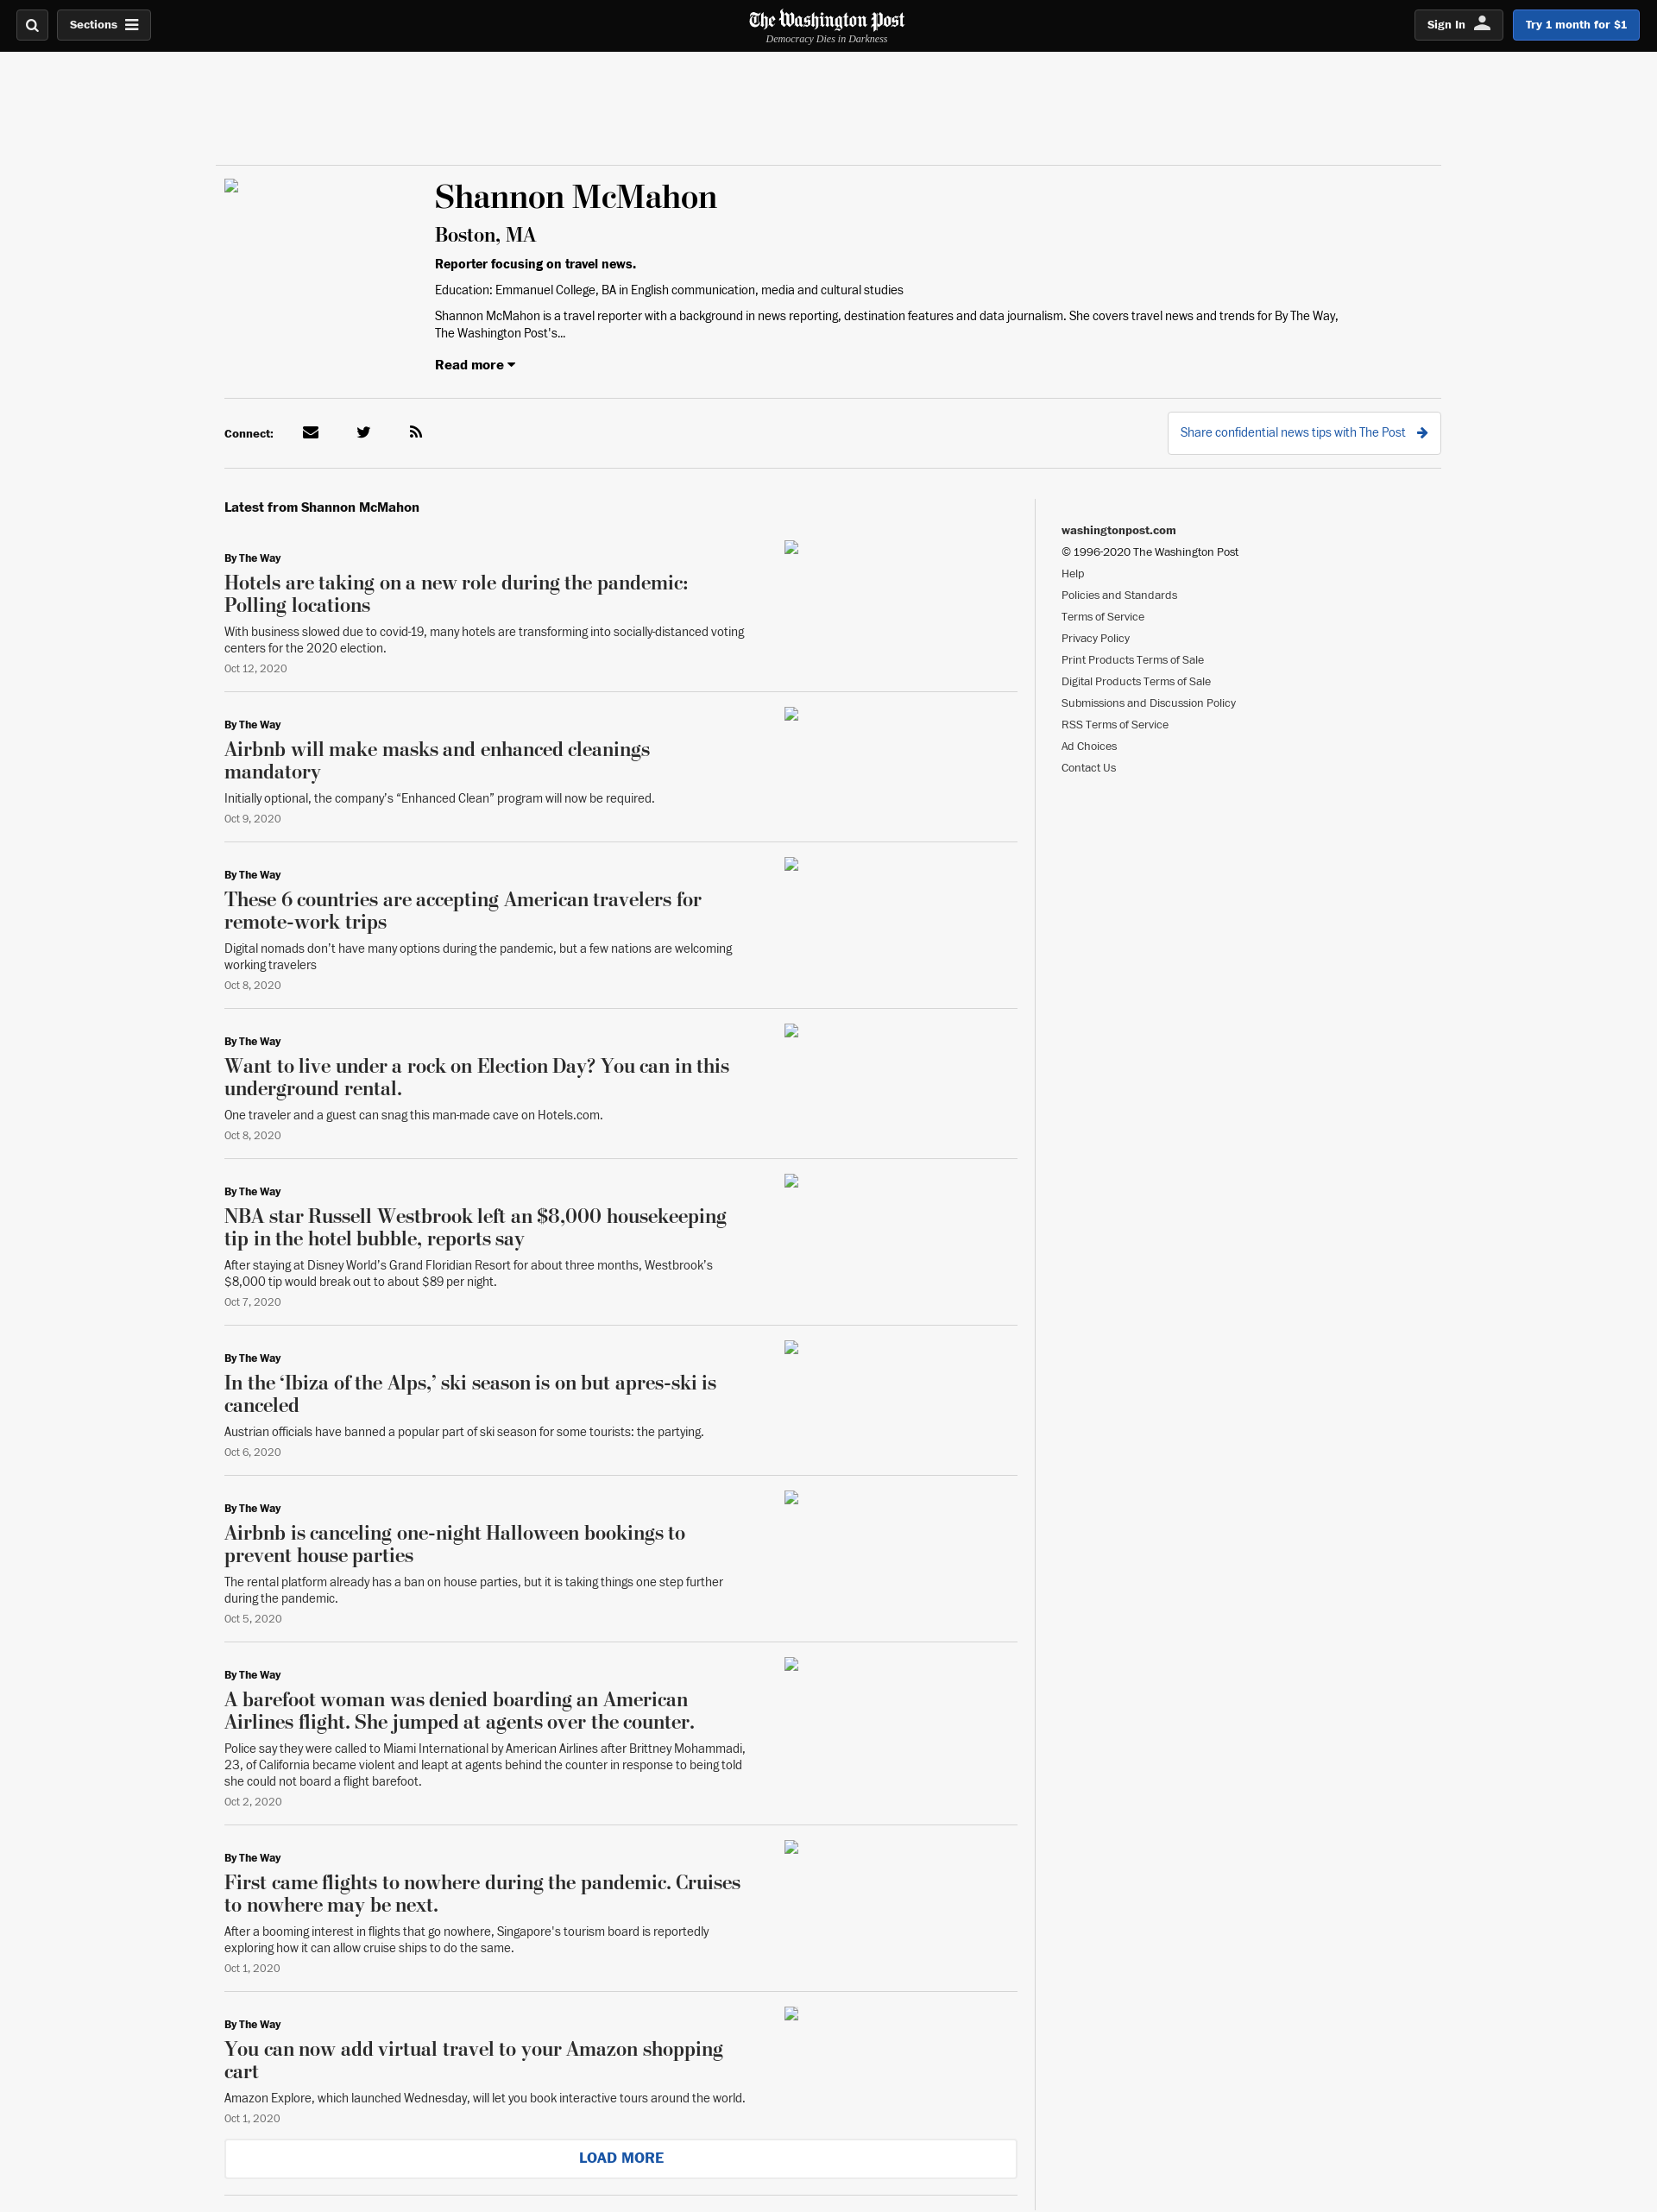 Sections
The Washington Post
Democracy Dies in Darkness
Sign In
Try 1 month for $1
Shannon McMahon
Boston, MA
Reporter focusing on travel news.
Education: Emmanuel College, BA in English communication, media and cultural studies
Shannon McMahon is a travel reporter with a background in news reporting, destination features and data journalism. She covers travel news and trends for By The Way,
The Washington Post's...
Read more
Connect:
Share confidential news tips with The Post
Latest from Shannon McMahon
By The Way
Hotels are taking on a new role during the pandemic:
Polling locations
With business slowed due to covid-19, many hotels are transforming into socially-distanced voting
centers for the 2020 election.
Oct 12, 2020
By The Way
Airbnb will make masks and enhanced cleanings
mandatory
Initially optional, the company’s “Enhanced Clean” program will now be required.
Oct 9, 2020
By The Way
These 6 countries are accepting American travelers for
remote-work trips
Digital nomads don’t have many options during the pandemic, but a few nations are welcoming
working travelers
Oct 8, 2020
By The Way
Want to live under a rock on Election Day? You can in this
underground rental.
One traveler and a guest can snag this man-made cave on Hotels.com.
Oct 8, 2020
By The Way
NBA star Russell Westbrook left an $8,000 housekeeping
tip in the hotel bubble, reports say
After staying at Disney World’s Grand Floridian Resort for about three months, Westbrook’s
$8,000 tip would break out to about $89 per night.
Oct 7, 2020
By The Way
In the ‘Ibiza of the Alps,’ ski season is on but apres-ski is
canceled
Austrian officials have banned a popular part of ski season for some tourists: the partying.
Oct 6, 2020
By The Way
Airbnb is canceling one-night Halloween bookings to
prevent house parties
The rental platform already has a ban on house parties, but it is taking things one step further
during the pandemic.
Oct 5, 2020
By The Way
A barefoot woman was denied boarding an American
Airlines flight. She jumped at agents over the counter.
Police say they were called to Miami International by American Airlines after Brittney Mohammadi,
23, of California became violent and leapt at agents behind the counter in response to being told
she could not board a flight barefoot.
Oct 2, 2020
By The Way
First came flights to nowhere during the pandemic. Cruises
to nowhere may be next.
After a booming interest in flights that go nowhere, Singapore's tourism board is reportedly
exploring how it can allow cruise ships to do the same.
Oct 1, 2020
By The Way
You can now add virtual travel to your Amazon shopping
cart
Amazon Explore, which launched Wednesday, will let you book interactive tours around the world.
Oct 1, 2020
LOAD MORE
washingtonpost.com
© 1996-2020 The Washington Post
Help
Policies and Standards
Terms of Service
Privacy Policy
Print Products Terms of Sale
Digital Products Terms of Sale
Submissions and Discussion Policy
RSS Terms of Service
Ad Choices
Contact Us